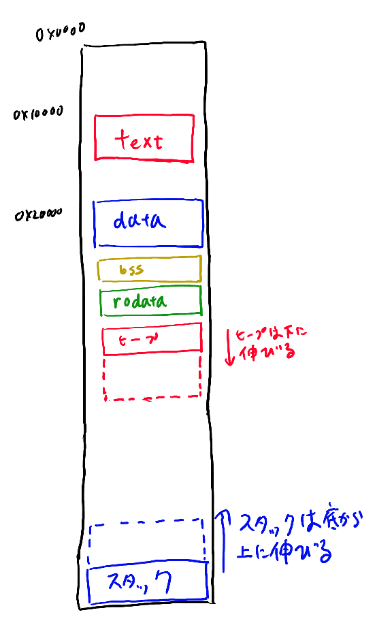 0x0000
0x10000
text
0x20000
data
bss
rodata
ヒープ
ヒープは下に
伸びる
スタックは底から
上に伸びる
スタック